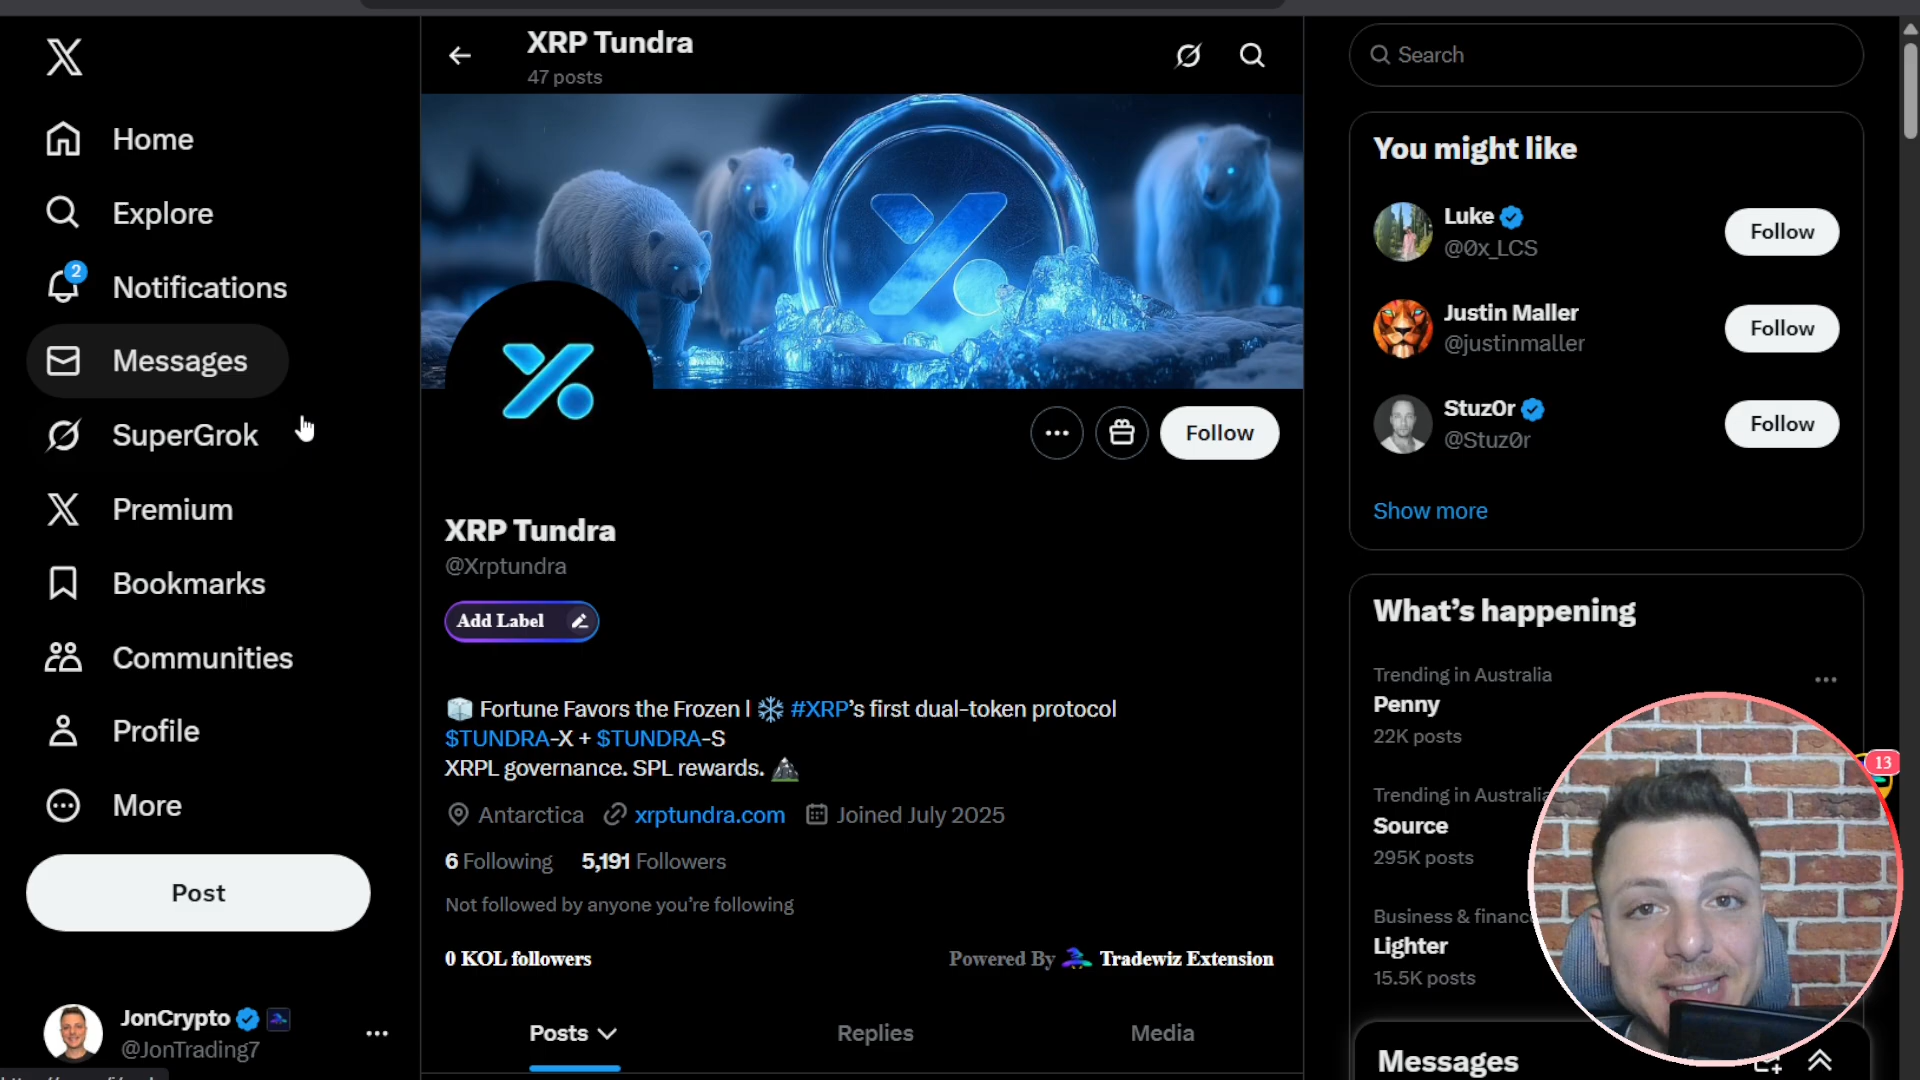 XRP Tundra
47 posts
Home
Explore
2
Notifications
Messages
SuperGrok
Premium
Bookmarks
Communities
Profile
More
Post
JonCrypto
@JonTrading7
Follow
XRP Tundra
@Xrptundra
Add Label
Fortune Favors the Frozen | #XRP's first dual-token protocol
$TUNDRA-X + $TUNDRA-S
XRPL governance. SPL rewards.
Antarctica xrptundra.com Joined July 2025
6 Following 5,191 Followers
Not followed by anyone you're following
0 KOL followers Powered By Tradewiz Extension
Posts Replies Media
Search
You might like
Luke
@0x_LCS
Follow
Justin Maller
@justinmaller
Follow
Stuz0r
@Stuz0r
Follow
Show more
What's happening
Trending in Australia
Penny
22K posts
Trending in Australia
Source
295K posts
Business & finance
Lighter
15.5K posts
13
Messages